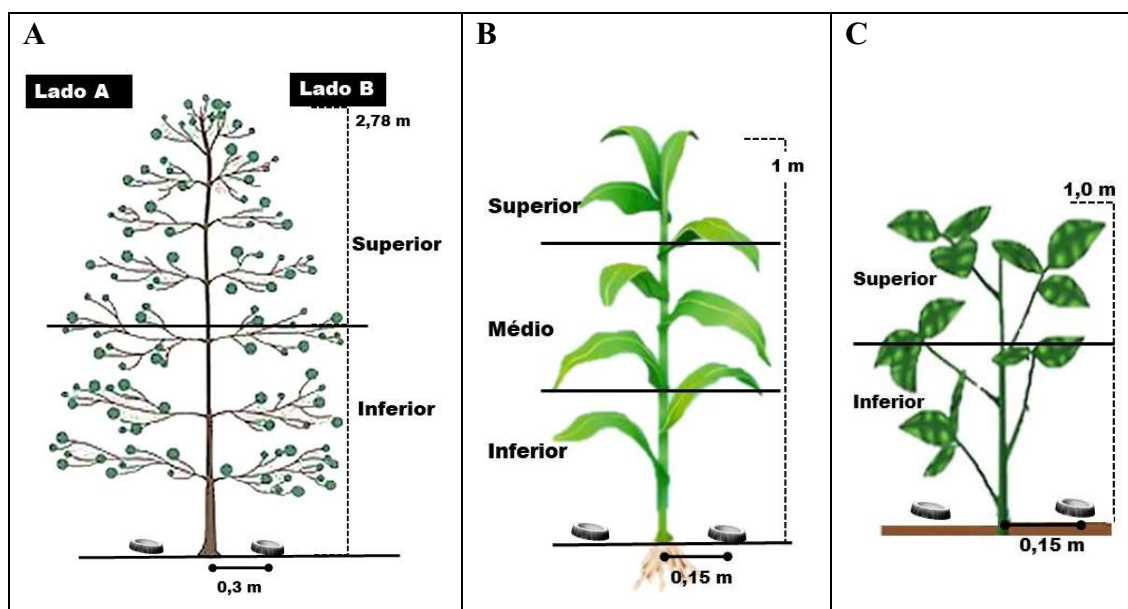 A
Lado A
Lado B
2,78 m
Superior
Inferior
0,3 m
B
1 m
Superior
Médio
Inferior
0,15 m
C
1,0 m
Superior
Inferior
0,15 m